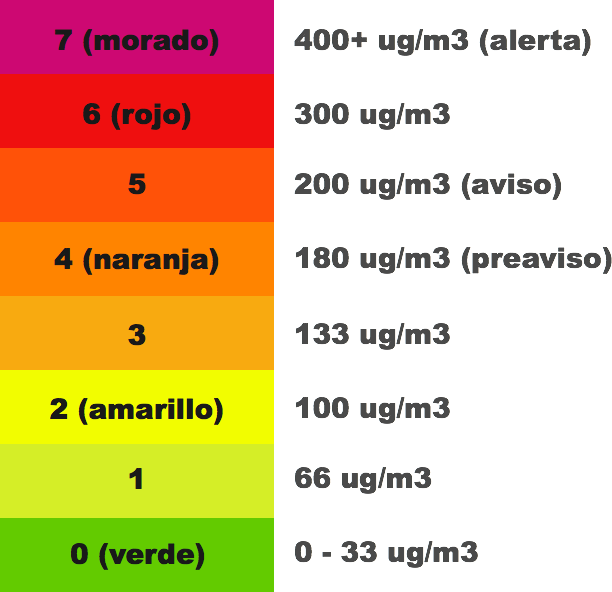 7 (morado) 400+ ug/m3 (alerta)
6 (rojo) 300 ug/m3
5 200 ug/m3 (aviso)
4 (naranja) 180 ug/m3 (preaviso)
3 133 ug/m3
2 (amarillo) 100 ug/m3
1 66 ug/m3
0 (verde) 0 - 33 ug/m3